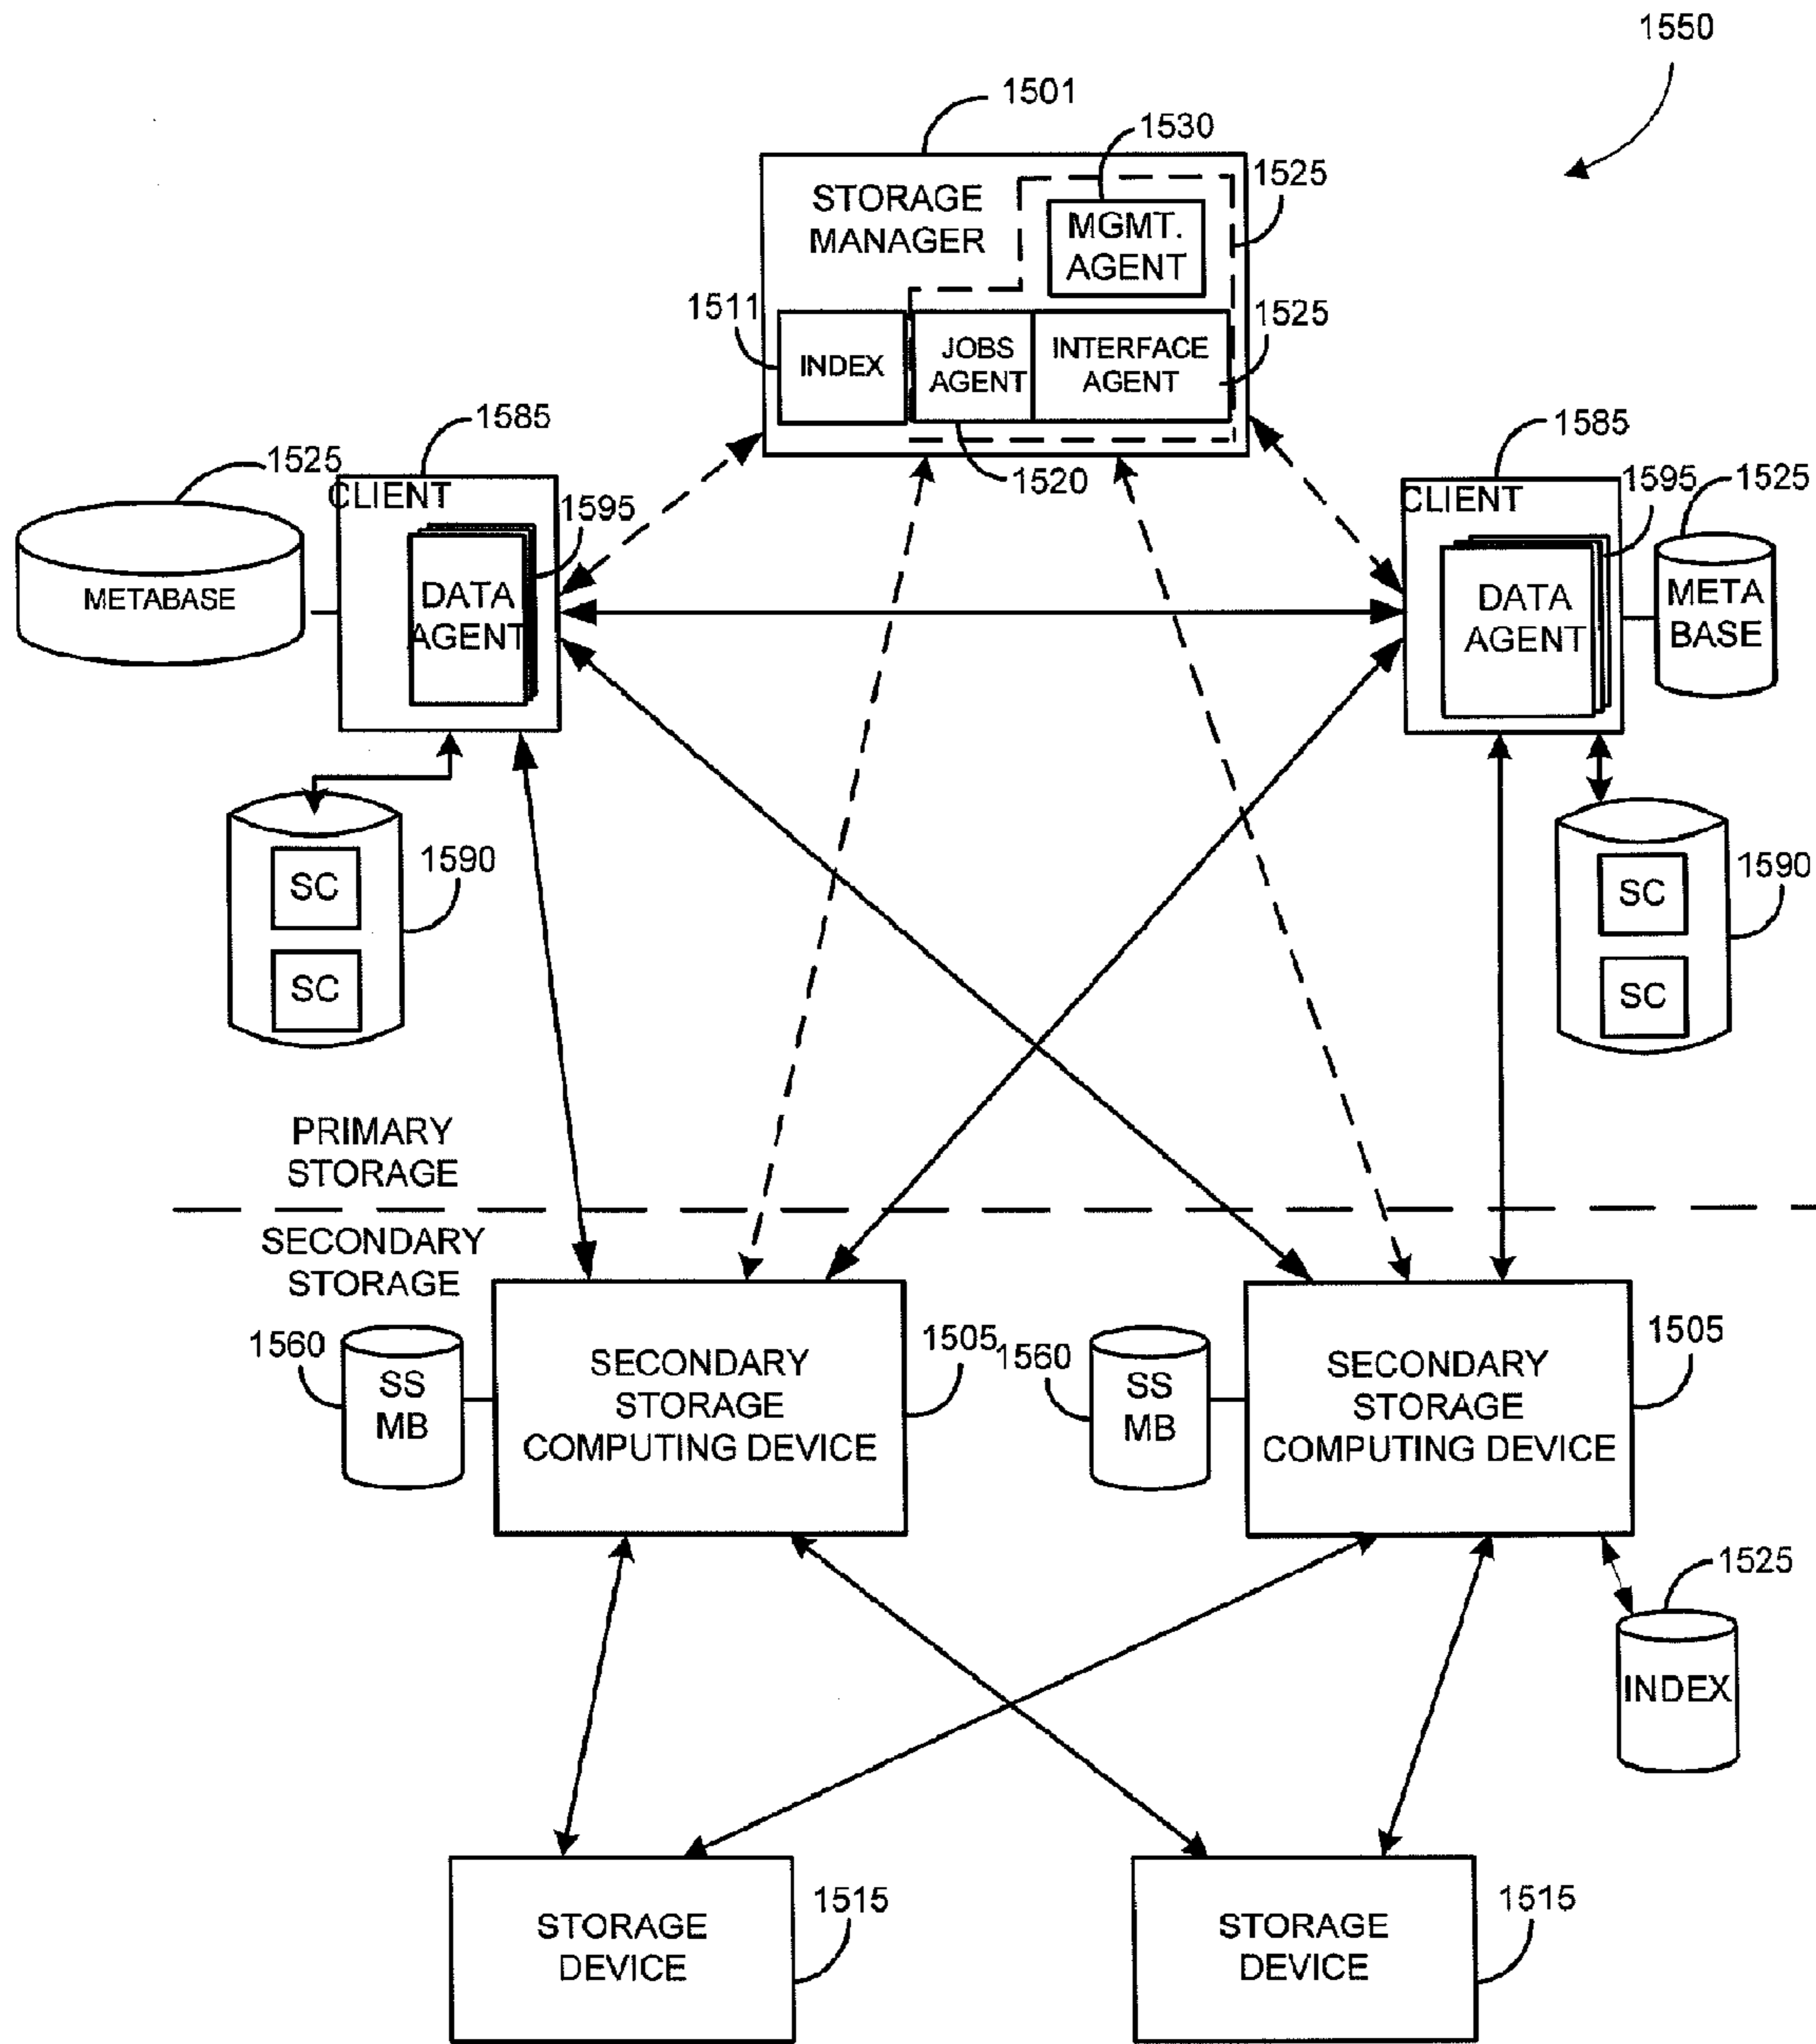 1550
1501
1530
1525
STORAGE
MANAGER
MGMT.
AGENT
1511
INDEX
JOBS
AGENT
INTERFACE
AGENT
1525
1520
1585
1525
CLIENT
1595
METABASE
DATA
AGENT
1585
CLIENT
1595
1525
DATA
AGENT
META
BASE
SC
SC
1590
SC
SC
1590
PRIMARY
STORAGE
SECONDARY
STORAGE
1560
SS
MB
SECONDARY
STORAGE
COMPUTING DEVICE
1505
1560
SS
MB
SECONDARY
STORAGE
COMPUTING DEVICE
1505
1525
INDEX
STORAGE
DEVICE
1515
STORAGE
DEVICE
1515